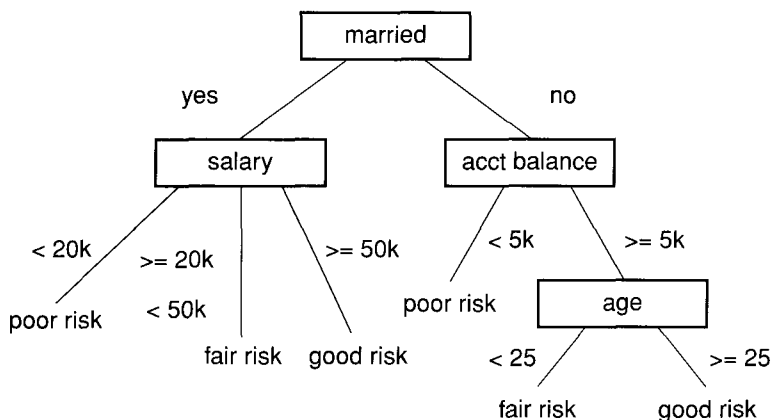 married
yes
no
salary
acct balance
< 20k
>= 20k
< 50k
>= 50k
< 5k
>= 5k
poor risk
fair risk
good risk
poor risk
age
< 25
>= 25
fair risk
good risk